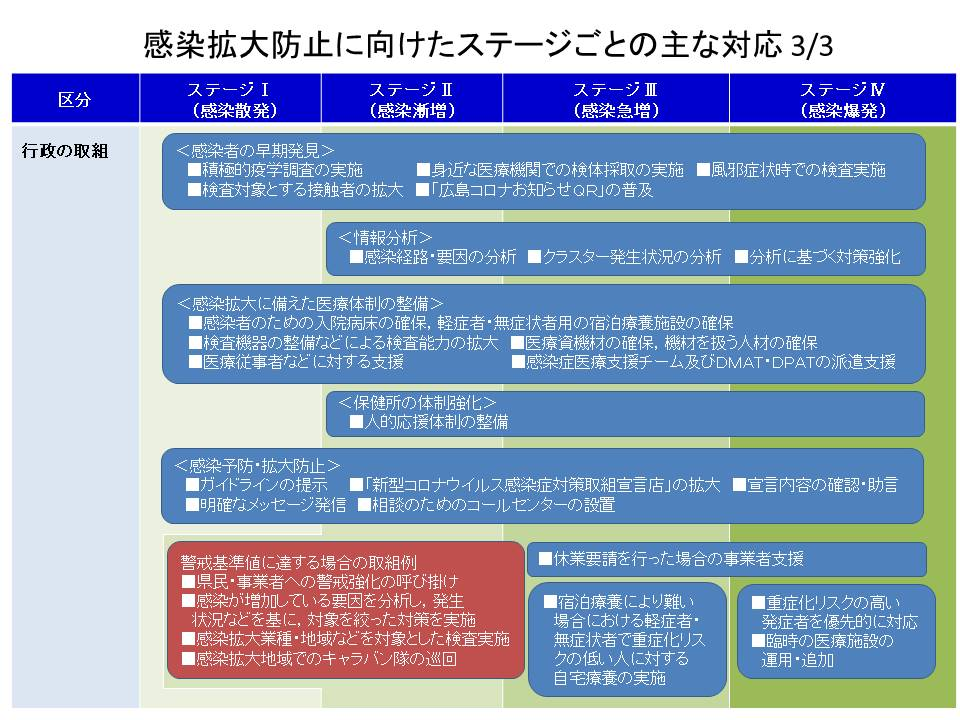 感染拡大防止に向けたステージごとの主な対応 3/3
区分
ステージⅠ
（感染散発）
ステージⅡ
（感染漸増）
ステージⅢ
（感染急増）
ステージⅣ
（感染爆発）
行政の取組
＜感染者の早期発見＞
■積極的疫学調査の実施 ■身近な医療機関での検体採取の実施 ■風邪症状時での検査実施
■検査対象とする接触者の拡大 ■「広島コロナお知らせQR」の普及
＜情報分析＞
■感染経路・要因の分析 ■クラスター発生状況の分析 ■分析に基づく対策強化
＜感染拡大に備えた医療体制の整備＞
■感染者のための入院病床の確保，軽症者・無症状者用の宿泊療養施設の確保
■検査機器の整備などによる検査能力の拡大 ■医療資機材の確保，機材を扱う人材の確保
■医療従事者などに対する支援 ■感染症医療支援チーム及びDMAT・DPATの派遣支援
＜保健所の体制強化＞
■人的応援体制の整備
＜感染予防・拡大防止＞
■ガイドラインの提示 ■「新型コロナウイルス感染症対策取組宣言店」の拡大 ■宣言内容の確認・助言
■明確なメッセージ発信 ■相談のためのコールセンターの設置
警戒基準値に達する場合の取組例
■県民・事業者への警戒強化の呼び掛け
■感染が増加している要因を分析し，発生
状況などを基に，対象を絞った対策を実施
■感染拡大業種・地域などを対象とした検査実施
■感染拡大地域でのキャラバン隊の巡回
■休業要請を行った場合の事業者支援
■宿泊療養により難い
場合における軽症者・
無症状者で重症化リス
クの低い人に対する
自宅療養の実施
■重症化リスクの高い
発症者を優先的に対応
■臨時の医療施設の
運用・追加